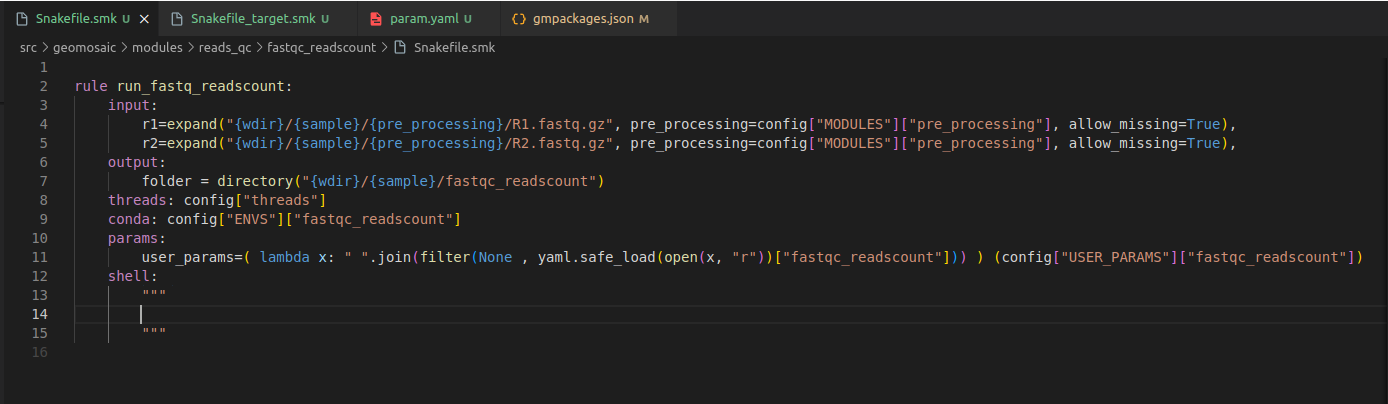 Snakefile.smk U × Snakefile_target.smk U param.yaml U {} gmpackages.json M
src > geomosaic > modules > reads_qc > fastqc_readscount > Snakefile.smk
1
2 rule run_fastq_readscount:
3 input:
4 r1=expand("{wdir}/{sample}/{pre_processing}/R1.fastq.gz", pre_processing=config["MODULES"]["pre_processing"], allow_missing=True),
5 r2=expand("{wdir}/{sample}/{pre_processing}/R2.fastq.gz", pre_processing=config["MODULES"]["pre_processing"], allow_missing=True),
6 output:
7 folder = directory("{wdir}/{sample}/fastqc_readscount")
8 threads: config["threads"]
9 conda: config["ENVS"]["fastqc_readscount"]
10 params:
11 user_params=( lambda x: " ".join(filter(None , yaml.safe_load(open(x, "r"))["fastqc_readscount"])) ) (config["USER_PARAMS"]["fastqc_readscount"])
12 shell:
13 """
14
15 """
16